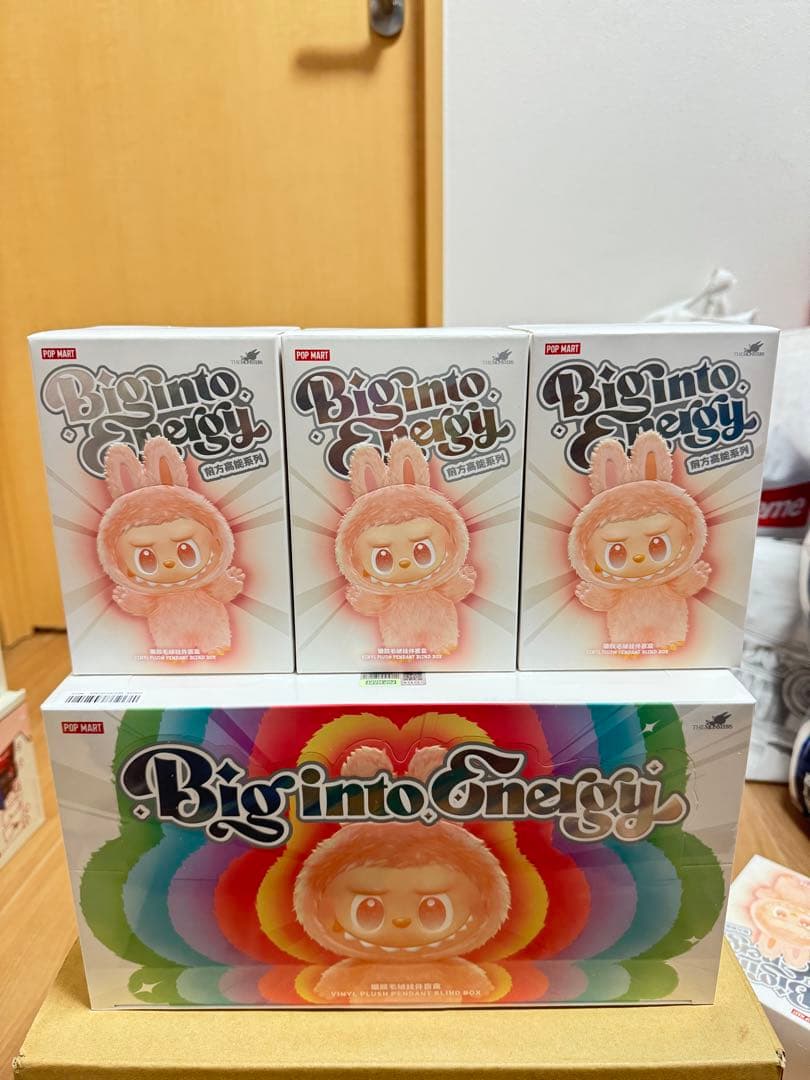 POP MART
THE MONSTERS
Big into
Energy
前方高能系列
搪胶毛绒挂件盲盒
VINYL PLUSH PENDANT BLIND BOX
POP MART
THE MONSTERS
Big into
Energy
前方高能系列
搪胶毛绒挂件盲盒
VINYL PLUSH PENDANT BLIND BOX
POP MART
THE MONSTERS
Big into
Energy
前方高能系列
搪胶毛绒挂件盲盒
VINYL PLUSH PENDANT BLIND BOX
POP MART
THE MONSTERS
Big into Energy
搪胶毛绒挂件盲盒
VINYL PLUSH PENDANT BLIND BOX